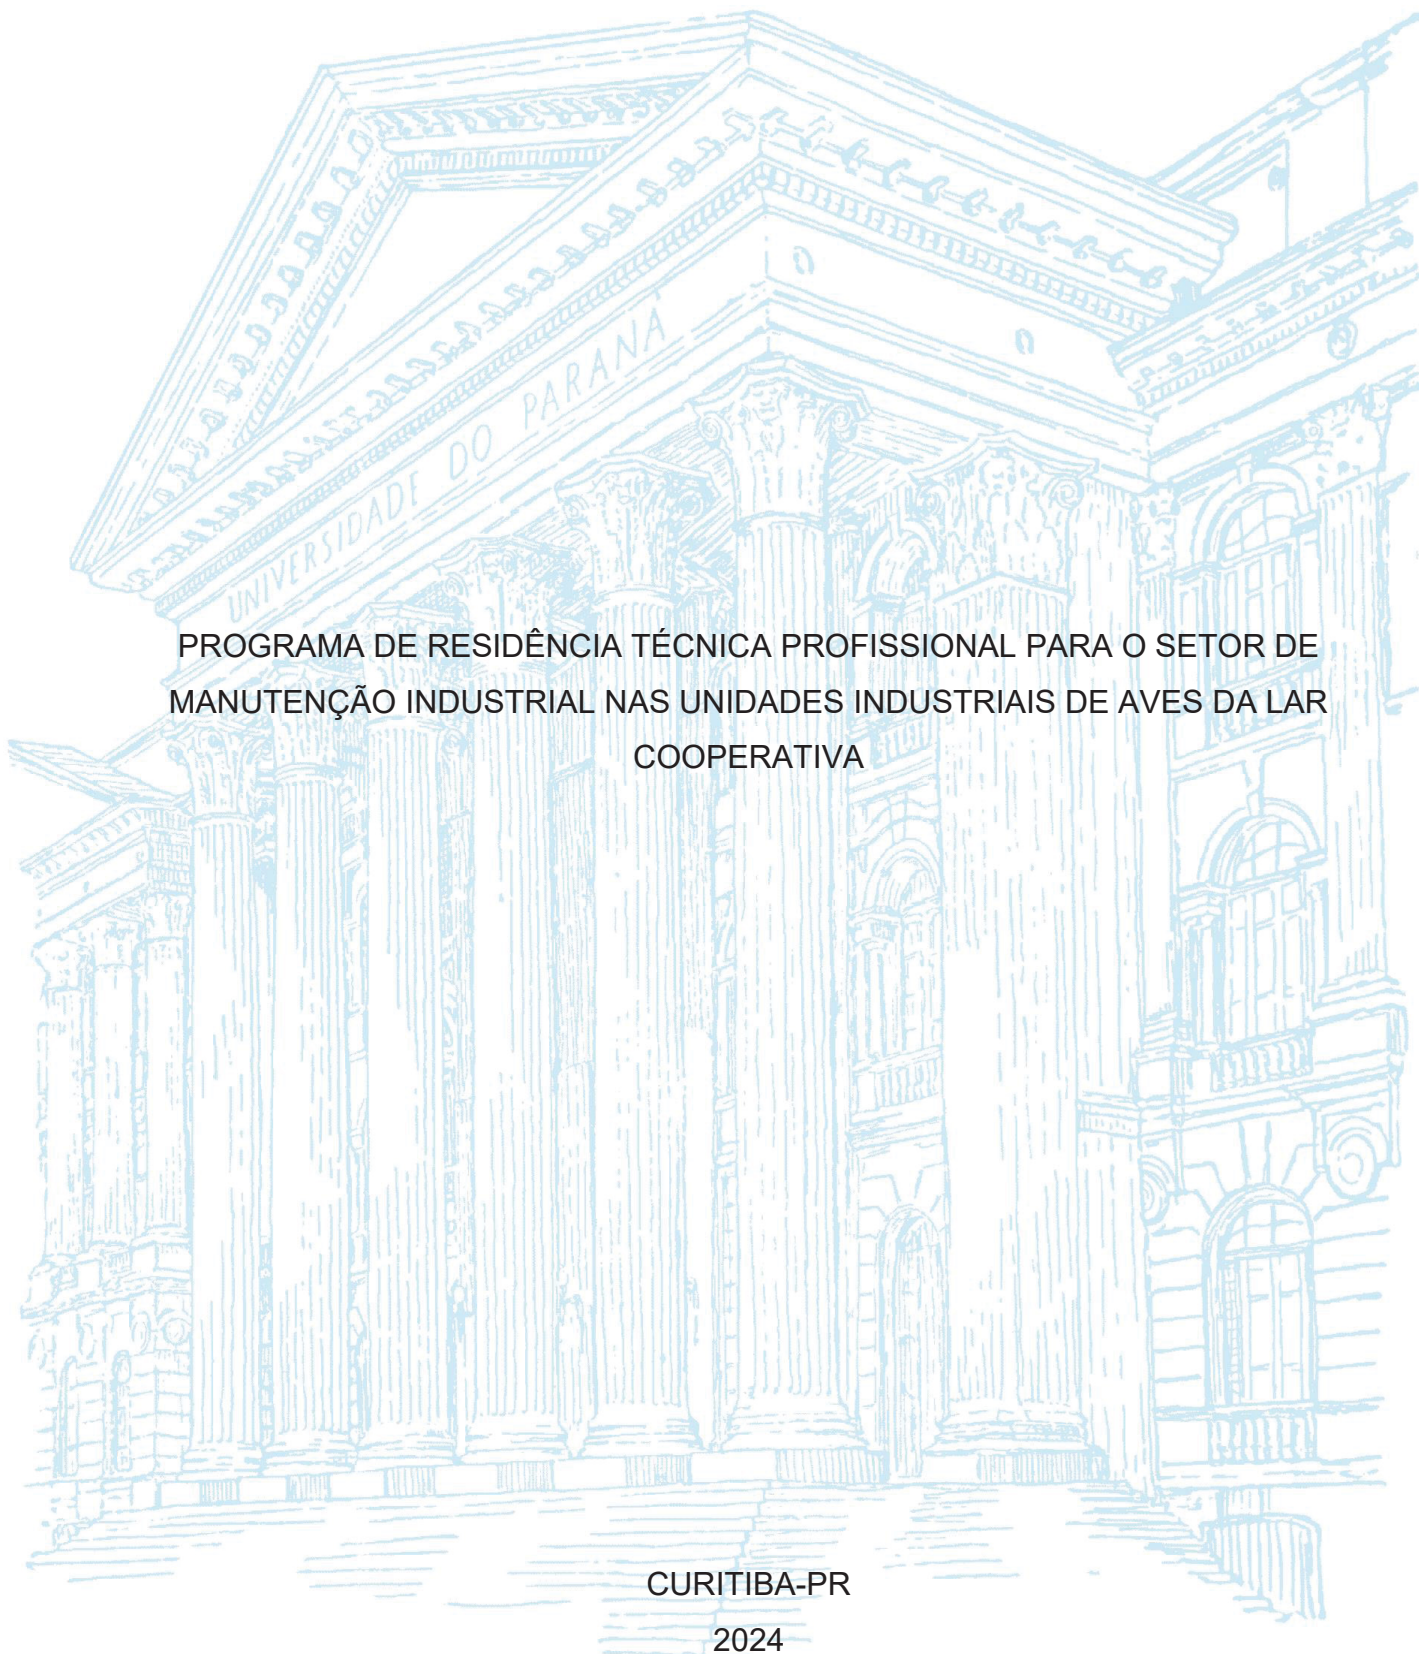 UNIVERSIDADE DO PARANÁ
PROGRAMA DE RESIDÊNCIA TÉCNICA PROFISSIONAL PARA O SETOR DE
MANUTENÇÃO INDUSTRIAL NAS UNIDADES INDUSTRIAIS DE AVES DA LAR
COOPERATIVA
CURITIBA-PR
2024